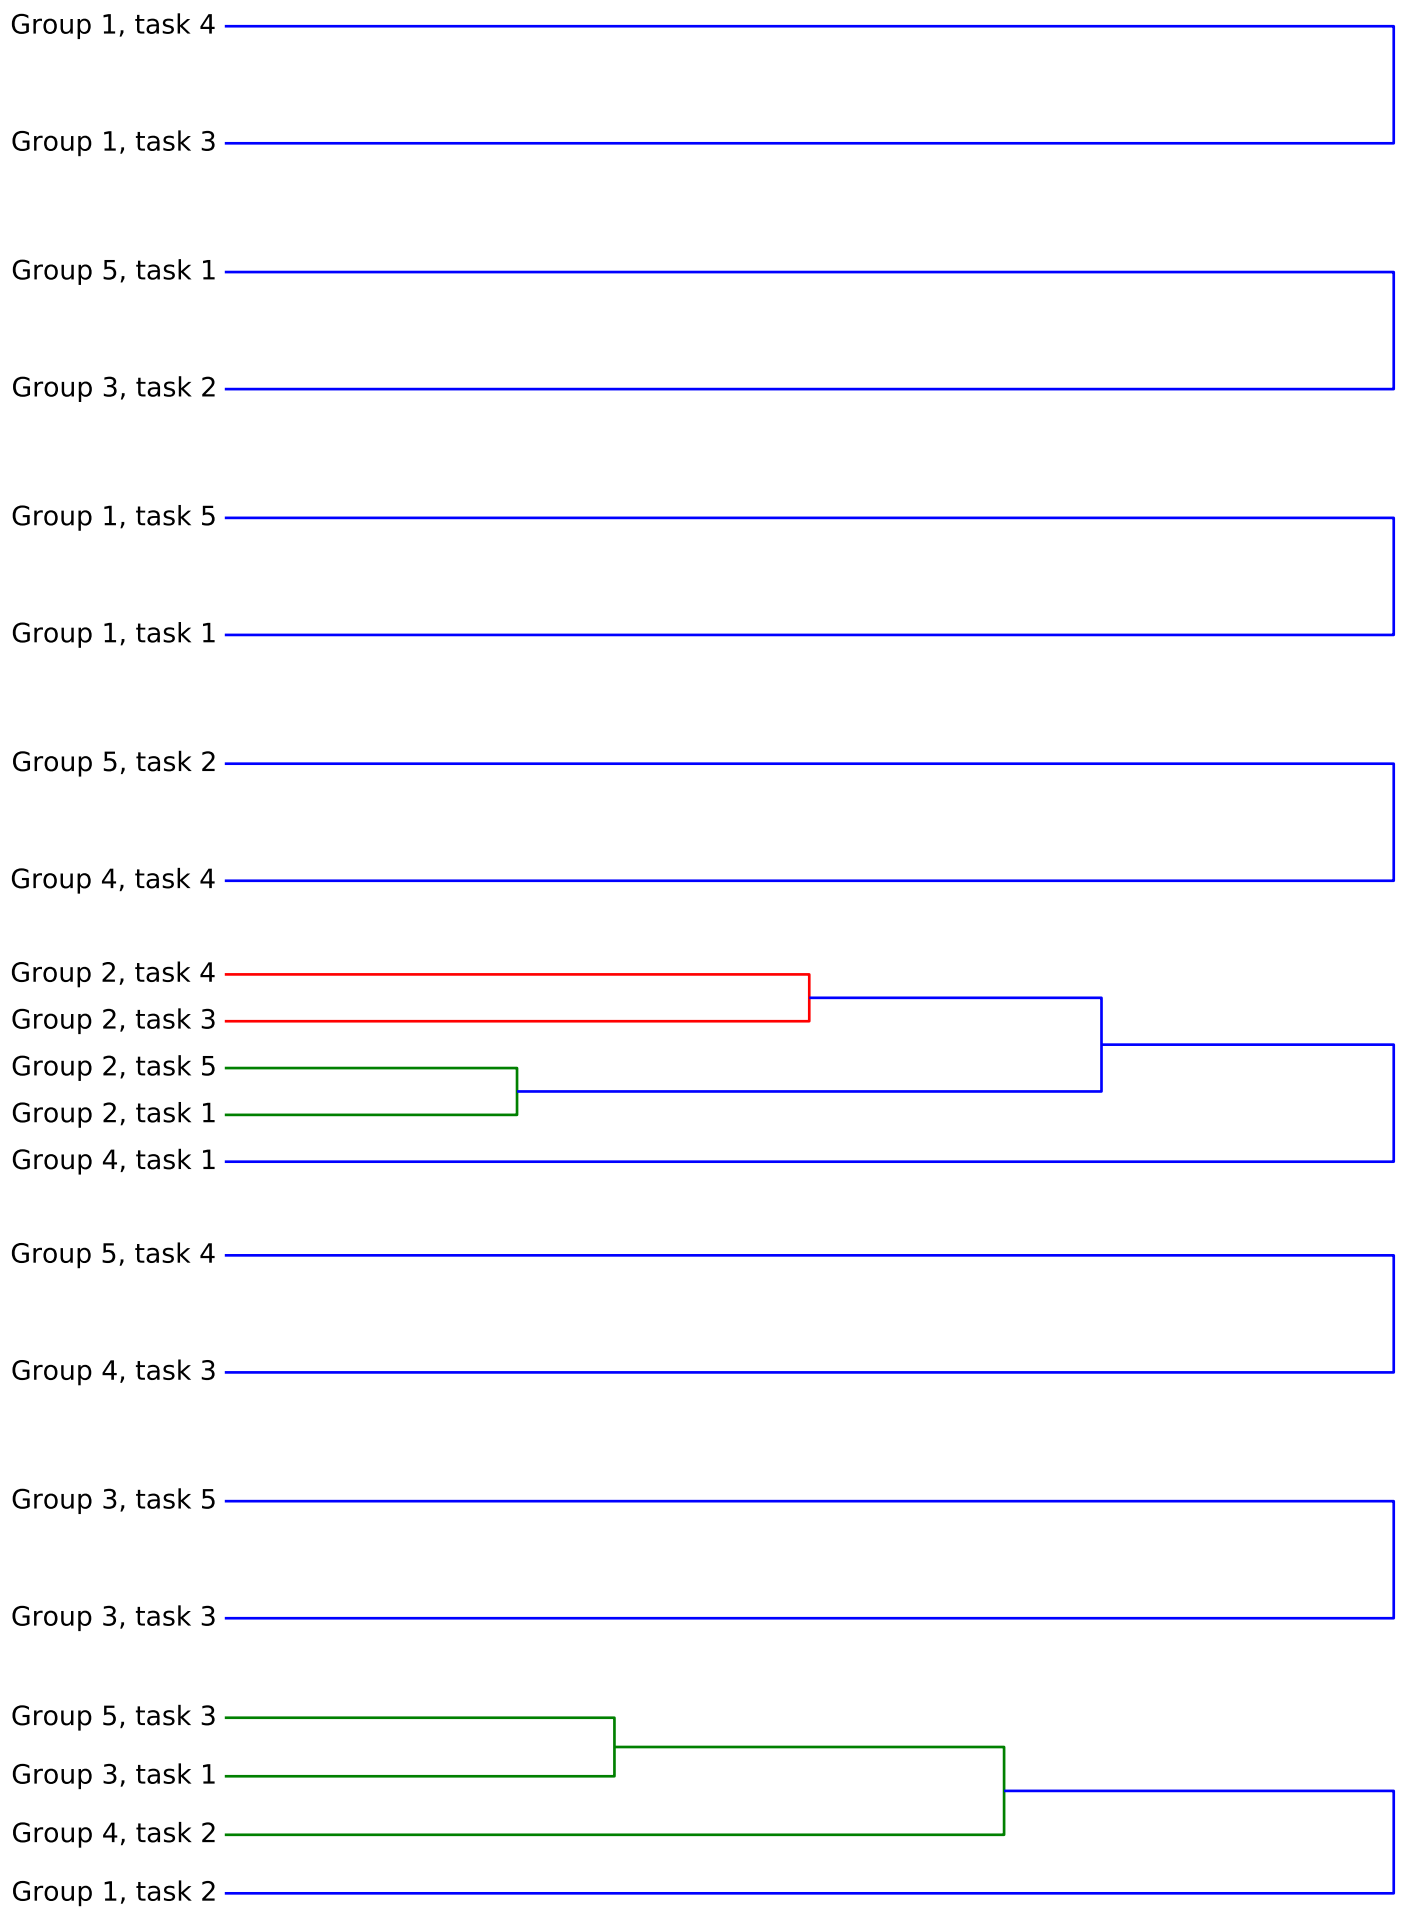 Group 1, task 4
Group 1, task 3
Group 5, task 1
Group 3, task 2
Group 1, task 5
Group 1, task 1
Group 5, task 2
Group 4, task 4
Group 2, task 4
Group 2, task 3
Group 2, task 5
Group 2, task 1
Group 4, task 1
Group 5, task 4
Group 4, task 3
Group 3, task 5
Group 3, task 3
Group 5, task 3
Group 3, task 1
Group 4, task 2
Group 1, task 2